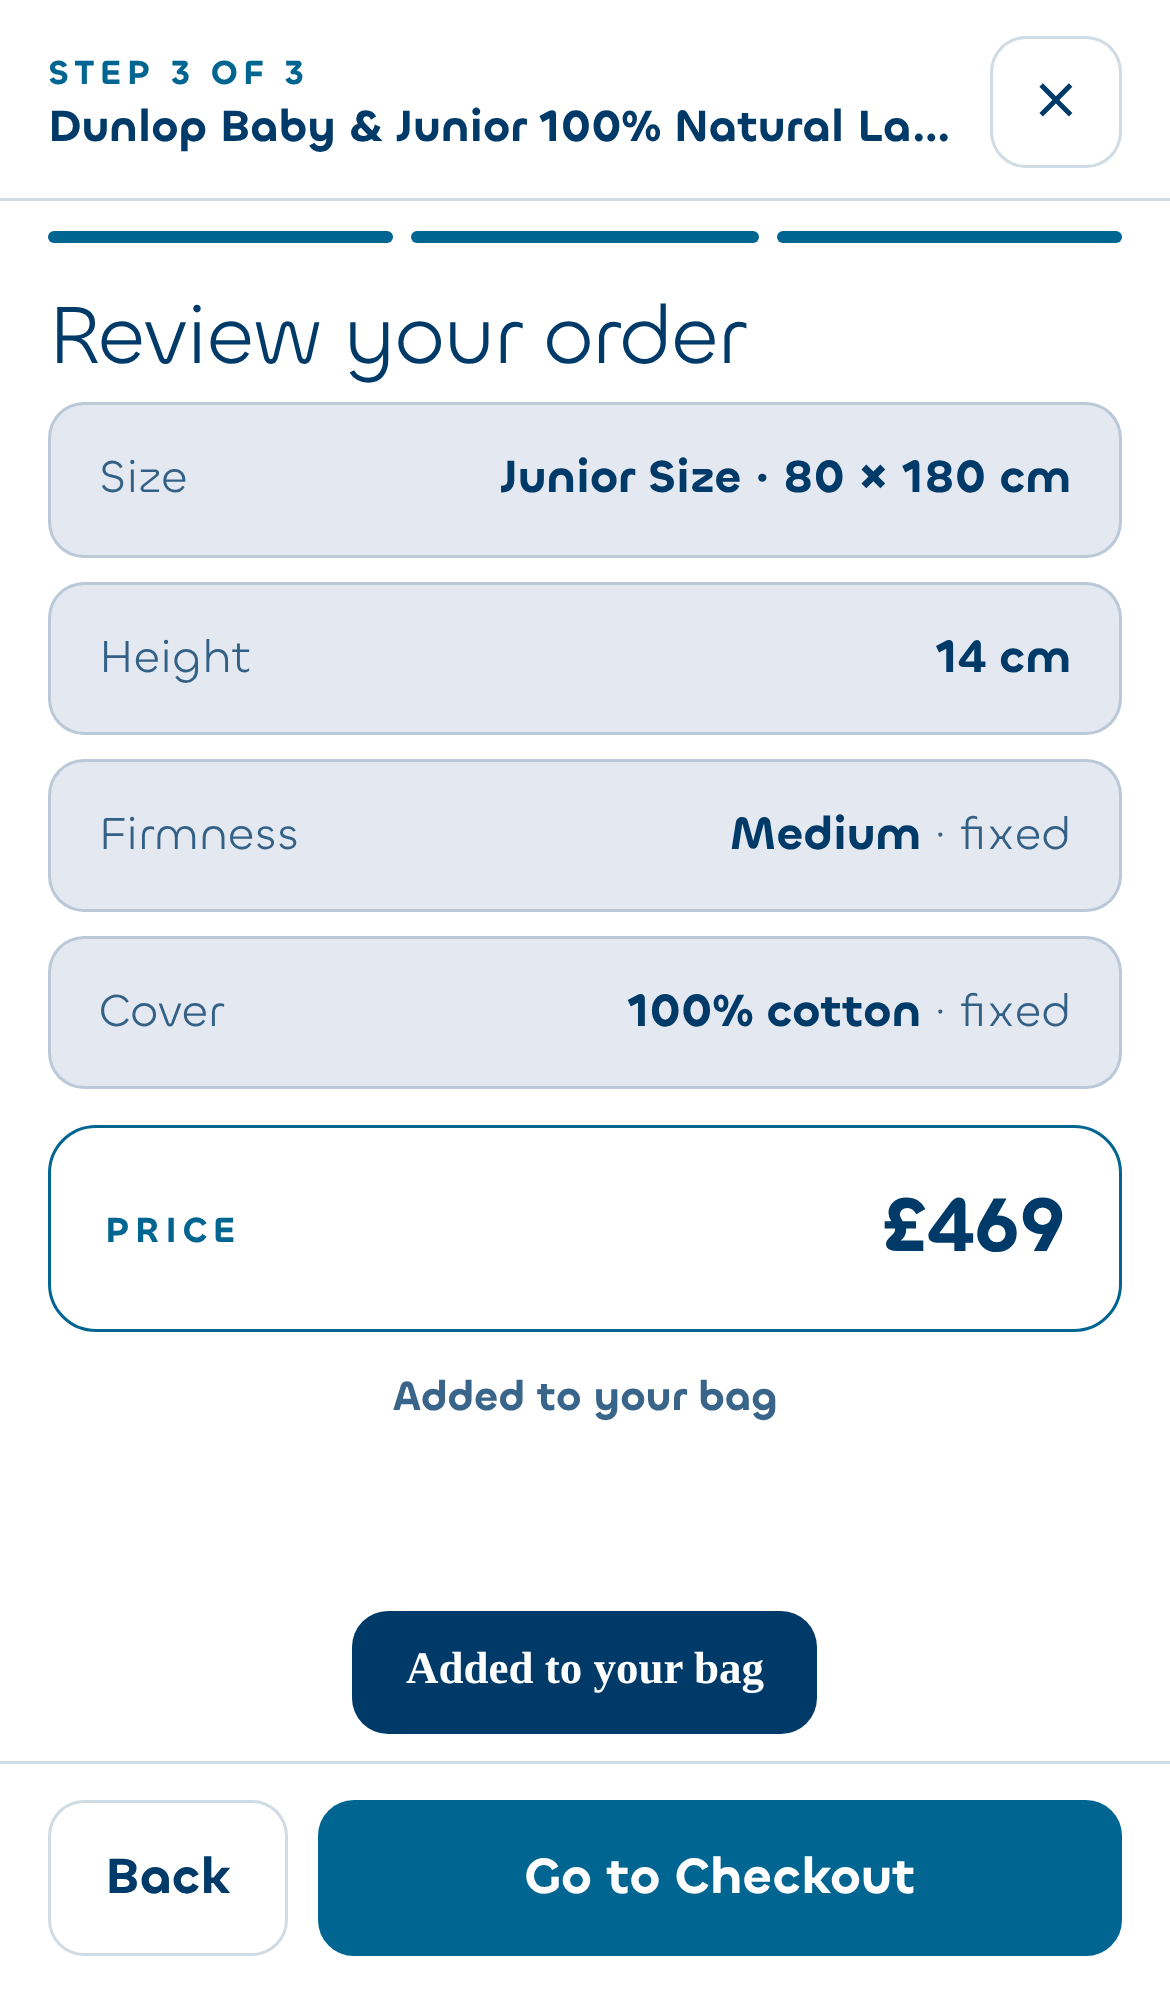 STEP 3 OF 3
Dunlop Baby & Junior 100% Natural La...
Review your order
Size Junior Size · 80 × 180 cm
Height 14 cm
Firmness Medium · fixed
Cover 100% cotton · fixed
PRICE £469
Added to your bag
Added to your bag
Back Go to Checkout